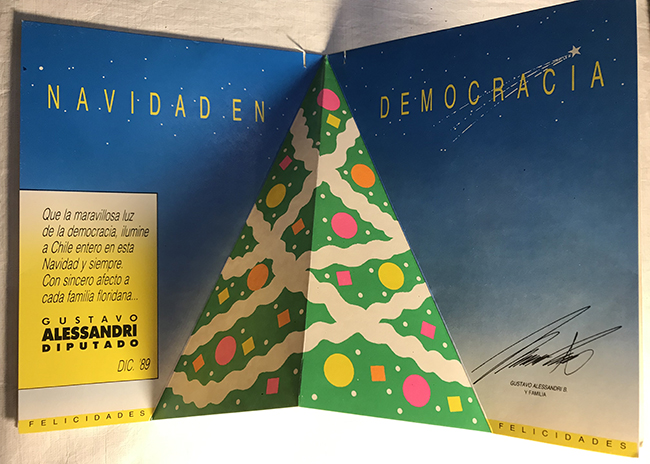 NAVIDAD EN DEMOCRACIA
Que la maravillosa luz
de la democracia, ilumine
a Chile entero en esta
Navidad y siempre.
Con sincero afecto a
cada familia floridana...
GUSTAVO
ALESSANDRI
DIPUTADO
DIC. '89
FELICIDADES
GUSTAVO ALESSANDRI B.
Y FAMILIA
FELICIDADES